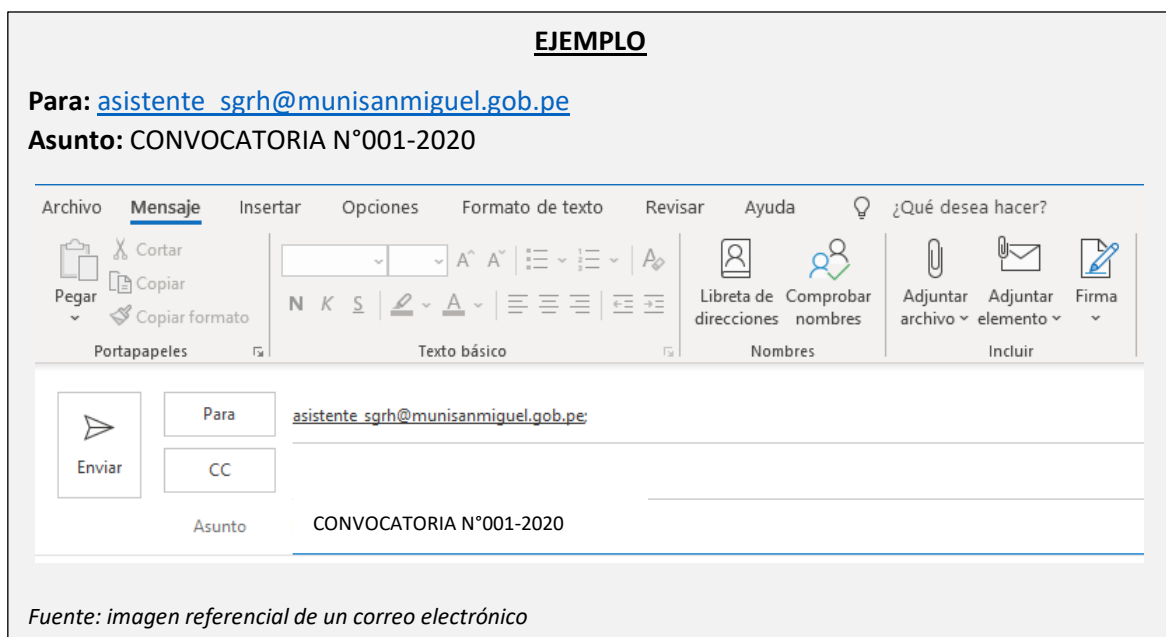 EJEMPLO
Para: asistente_sgrh@munisanmiguel.gob.pe
Asunto: CONVOCATORIA N°001-2020
Archivo Mensaje Insertar Opciones Formato de texto Revisar Ayuda ¿Qué desea hacer?
Pegar
Cortar
Copiar
Copiar formato
Portapapeles
N K S A
Texto básico
Libreta de direcciones
Comprobar nombres
Nombres
Adjuntar archivo
Adjuntar elemento
Firma
Incluir
Enviar
Para asistente_sgrh@munisanmiguel.gob.pe;
CC
Asunto CONVOCATORIA N°001-2020
Fuente: imagen referencial de un correo electrónico